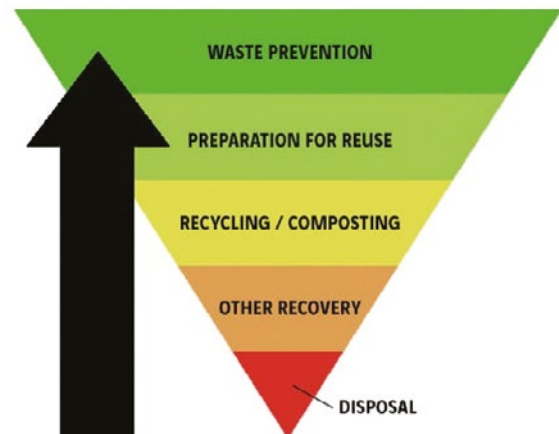 WASTE PREVENTION
PREPARATION FOR REUSE
RECYCLING / COMPOSTING
OTHER RECOVERY
DISPOSAL